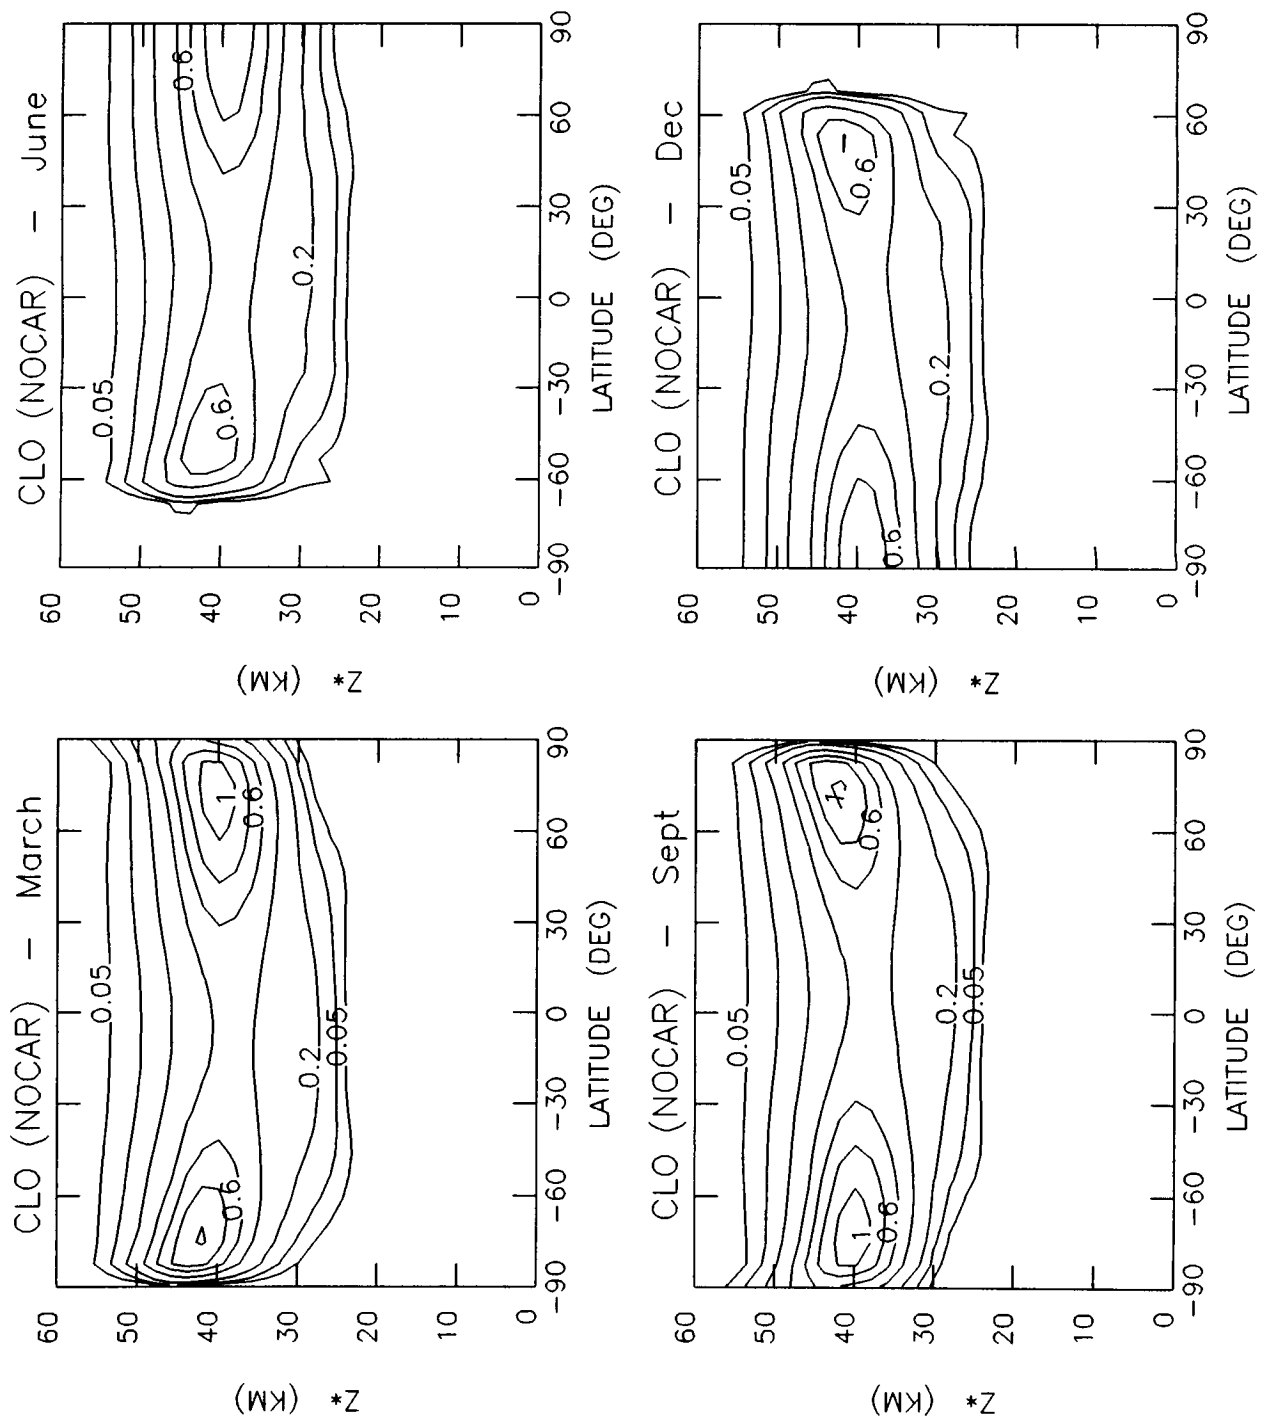 CLO (NOCAR) – March
60
50
40
30
20
10
0
Z*
(KM)
0.05
0.6
1
0.6
0.2
0.05
-90 -60 -30 0 30 60 90
LATITUDE (DEG)
CLO (NOCAR) – June
60
50
40
30
20
10
0
Z*
(KM)
0.05
0.6
0.6
0.2
-90 -60 -30 0 30 60 90
LATITUDE (DEG)
CLO (NOCAR) – Sept
60
50
40
30
20
10
0
Z*
(KM)
0.05
1
0.6
1
0.6
0.2
0.05
-90 -60 -30 0 30 60 90
LATITUDE (DEG)
CLO (NOCAR) – Dec
60
50
40
30
20
10
0
Z*
(KM)
0.05
0.6
0.6
0.2
-90 -60 -30 0 30 60 90
LATITUDE (DEG)